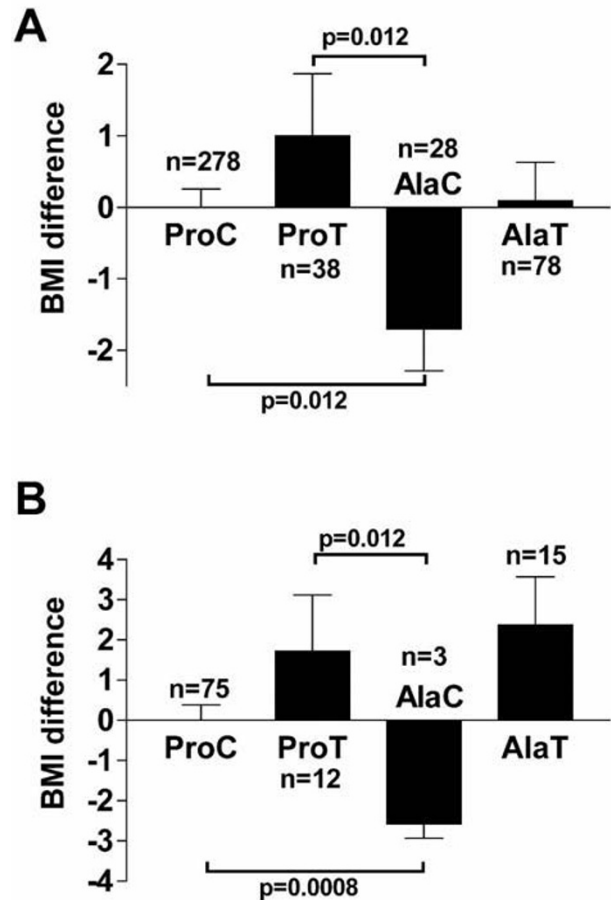 A
p=0.012
2
1
0
-1
-2
BMI difference
n=278
n=28
AlaC
ProC
ProT
AlaT
n=38
n=78
p=0.012
B
p=0.012
4
3
2
1
0
-1
-2
-3
-4
BMI difference
n=15
n=3
n=75
AlaC
ProC
ProT
AlaT
n=12
p=0.0008